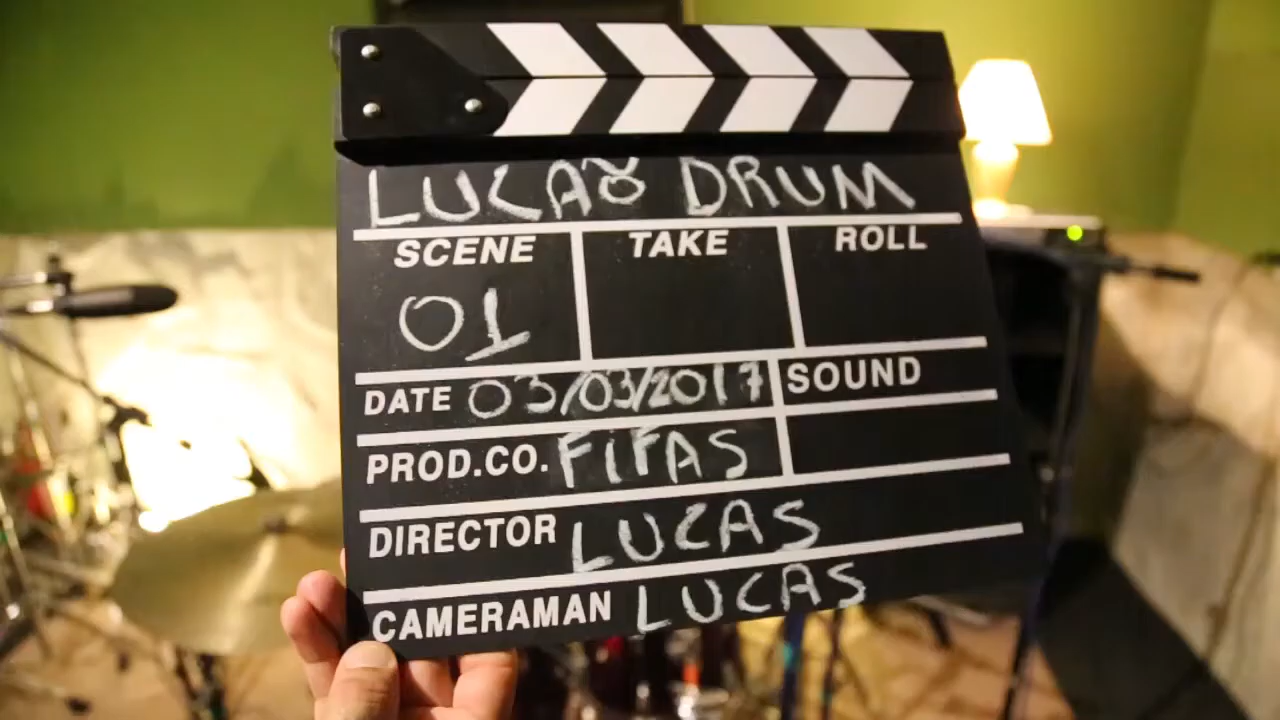 LUCAS DRUM
SCENE TAKE ROLL
01
DATE 03/03/2017 SOUND
PROD.CO. FIFAS
DIRECTOR LUCAS
CAMERAMAN LUCAS